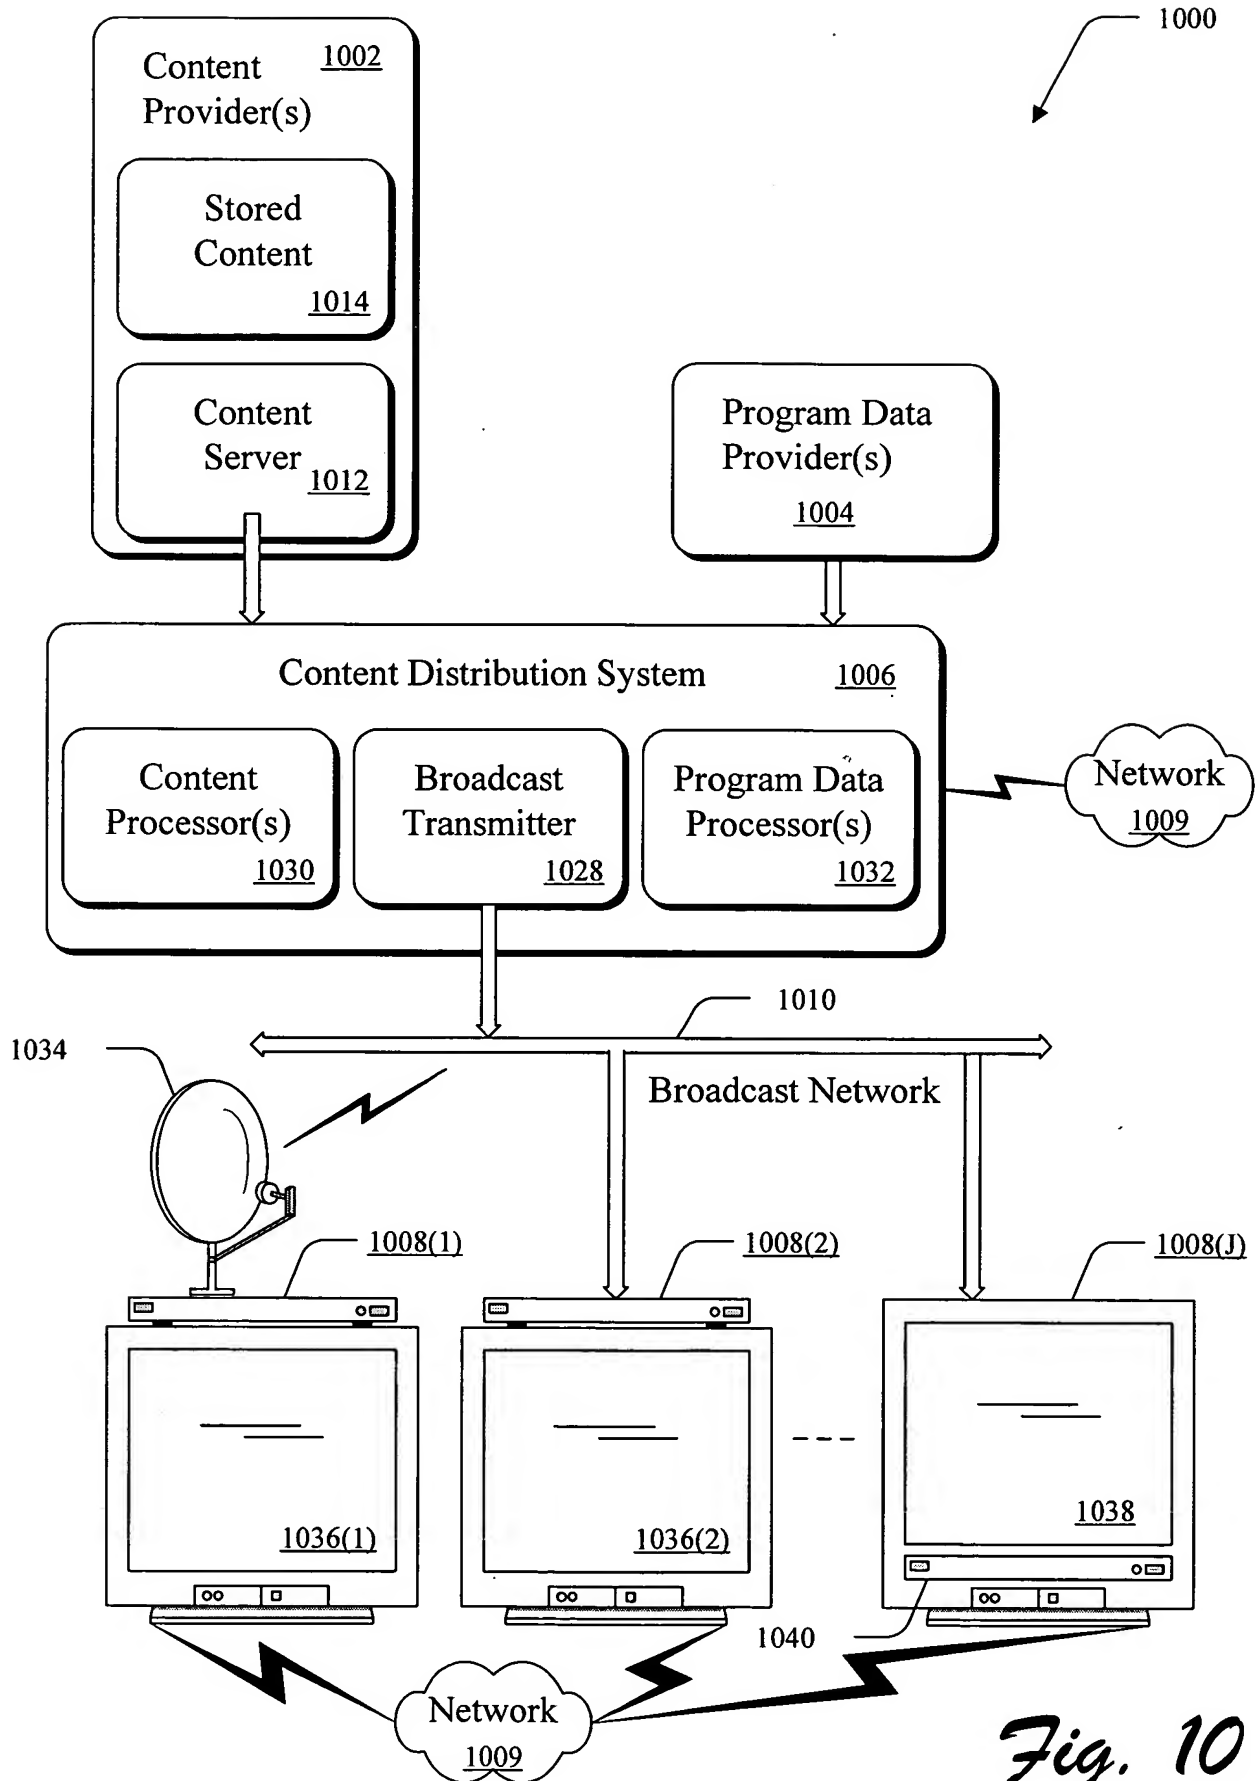 1000
Content
Provider(s)
1002
Stored
Content
1014
Content
Server
1012
Program Data
Provider(s)
1004
Content Distribution System
1006
Content
Processor(s)
1030
Broadcast
Transmitter
1028
Program Data
Processor(s)
1032
Network
1009
1010
Broadcast Network
1034
1008(1)
1008(2)
1008(J)
1036(1)
1036(2)
1038
1040
Network
1009
Fig. 10